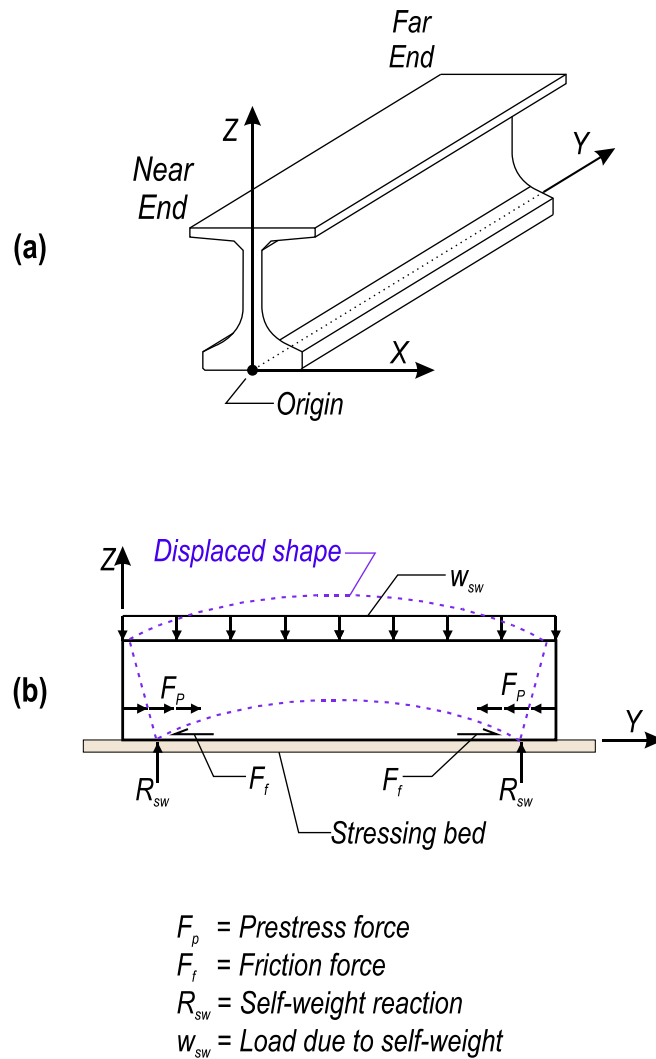 Far
End
Z
Near
End
Y
(a)
X
Origin
Z
Displaced shape
w_sw
(b)
F_P
F_P
Y
R_sw
F_f
F_f
R_sw
Stressing bed
F_p = Prestress force
F_f = Friction force
R_sw = Self-weight reaction
w_sw = Load due to self-weight